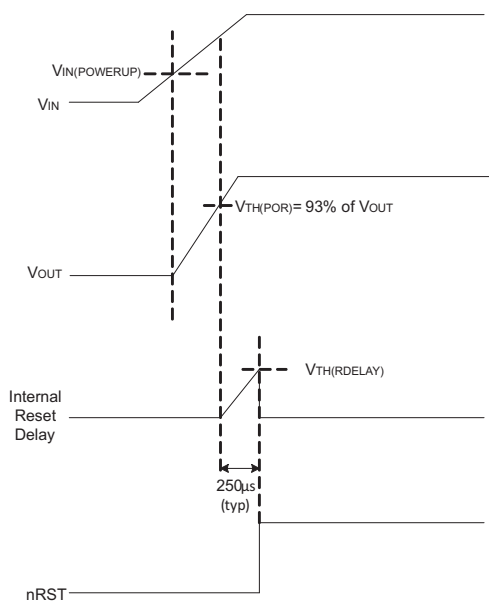 VIN(POWERUP)
VIN
VTH(POR)= 93% of VOUT
VOUT
VTH(RDELAY)
Internal
Reset
Delay
250µs
(typ)
nRST